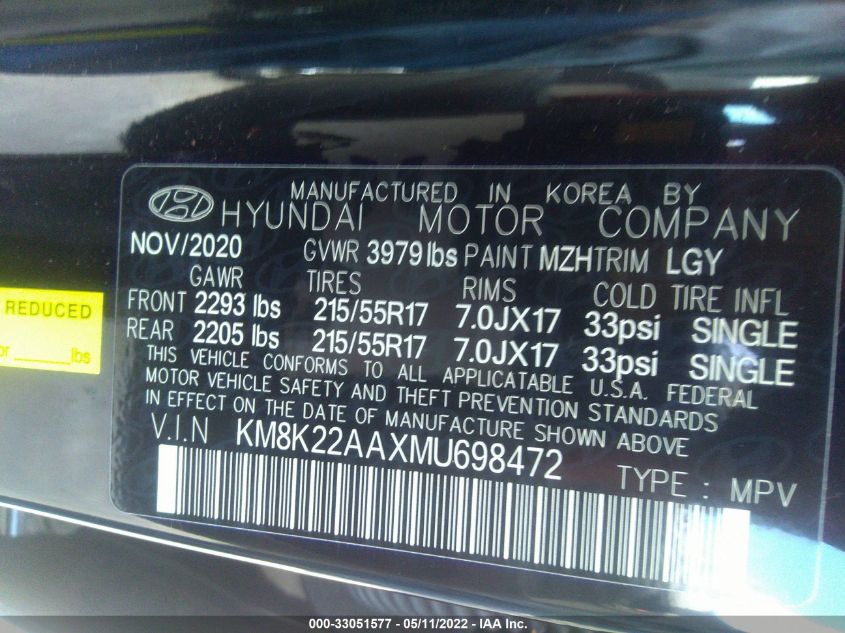 MANUFACTURED IN KOREA BY
HYUNDAI MOTOR COMPANY
NOV/2020 GVWR 3979 lbs PAINT MZH TRIM LGY
GAWR TIRES RIMS COLD TIRE INFL
FRONT 2293 lbs 215/55R17 7.0JX17 33psi SINGLE
REAR 2205 lbs 215/55R17 7.0JX17 33psi SINGLE
THIS VEHICLE CONFORMS TO ALL APPLICATABLE U.S.A. FEDERAL
MOTOR VEHICLE SAFETY AND THEFT PREVENTION STANDARDS
IN EFFECT ON THE DATE OF MANUFACTURE SHOWN ABOVE
V.I.N KM8K22AAXMU698472
TYPE : MPV
REDUCED
or ______lbs
000-33051577 - 05/11/2022 - IAA Inc.